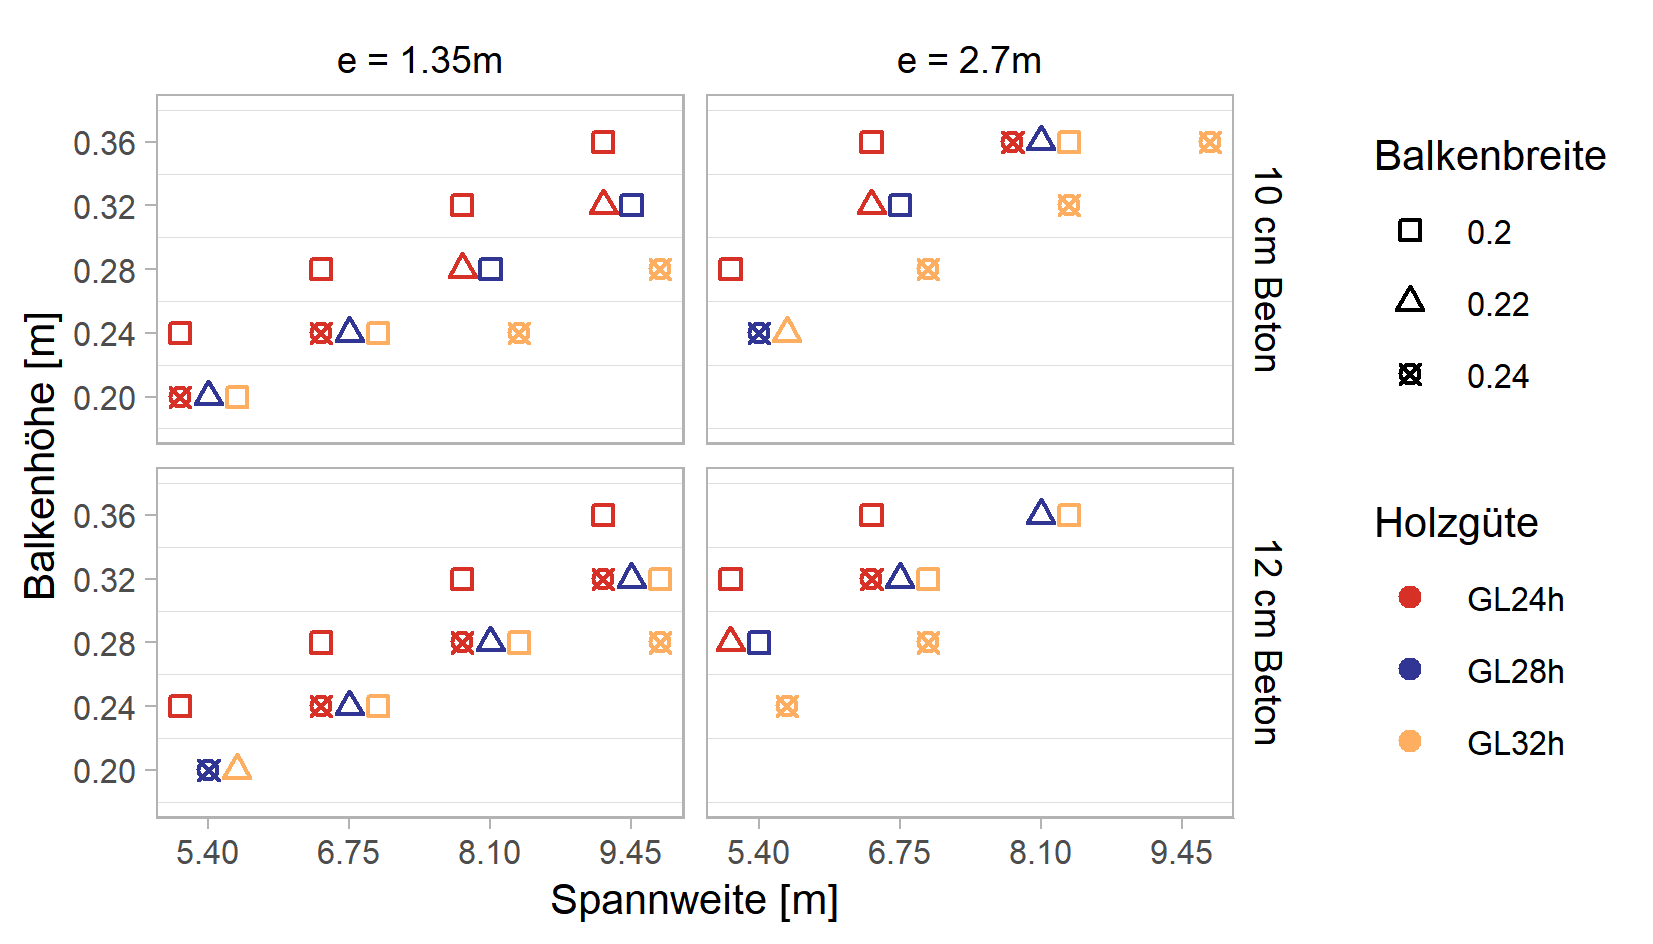 e = 1.35m
e = 2.7m
Balkenhöhe [m]
0.36
0.32
0.28
0.24
0.20
10 cm Beton
0.36
0.32
0.28
0.24
0.20
12 cm Beton
5.40 6.75 8.10 9.45
5.40 6.75 8.10 9.45
Spannweite [m]
Balkenbreite
0.2
0.22
0.24
Holzgüte
GL24h
GL28h
GL32h